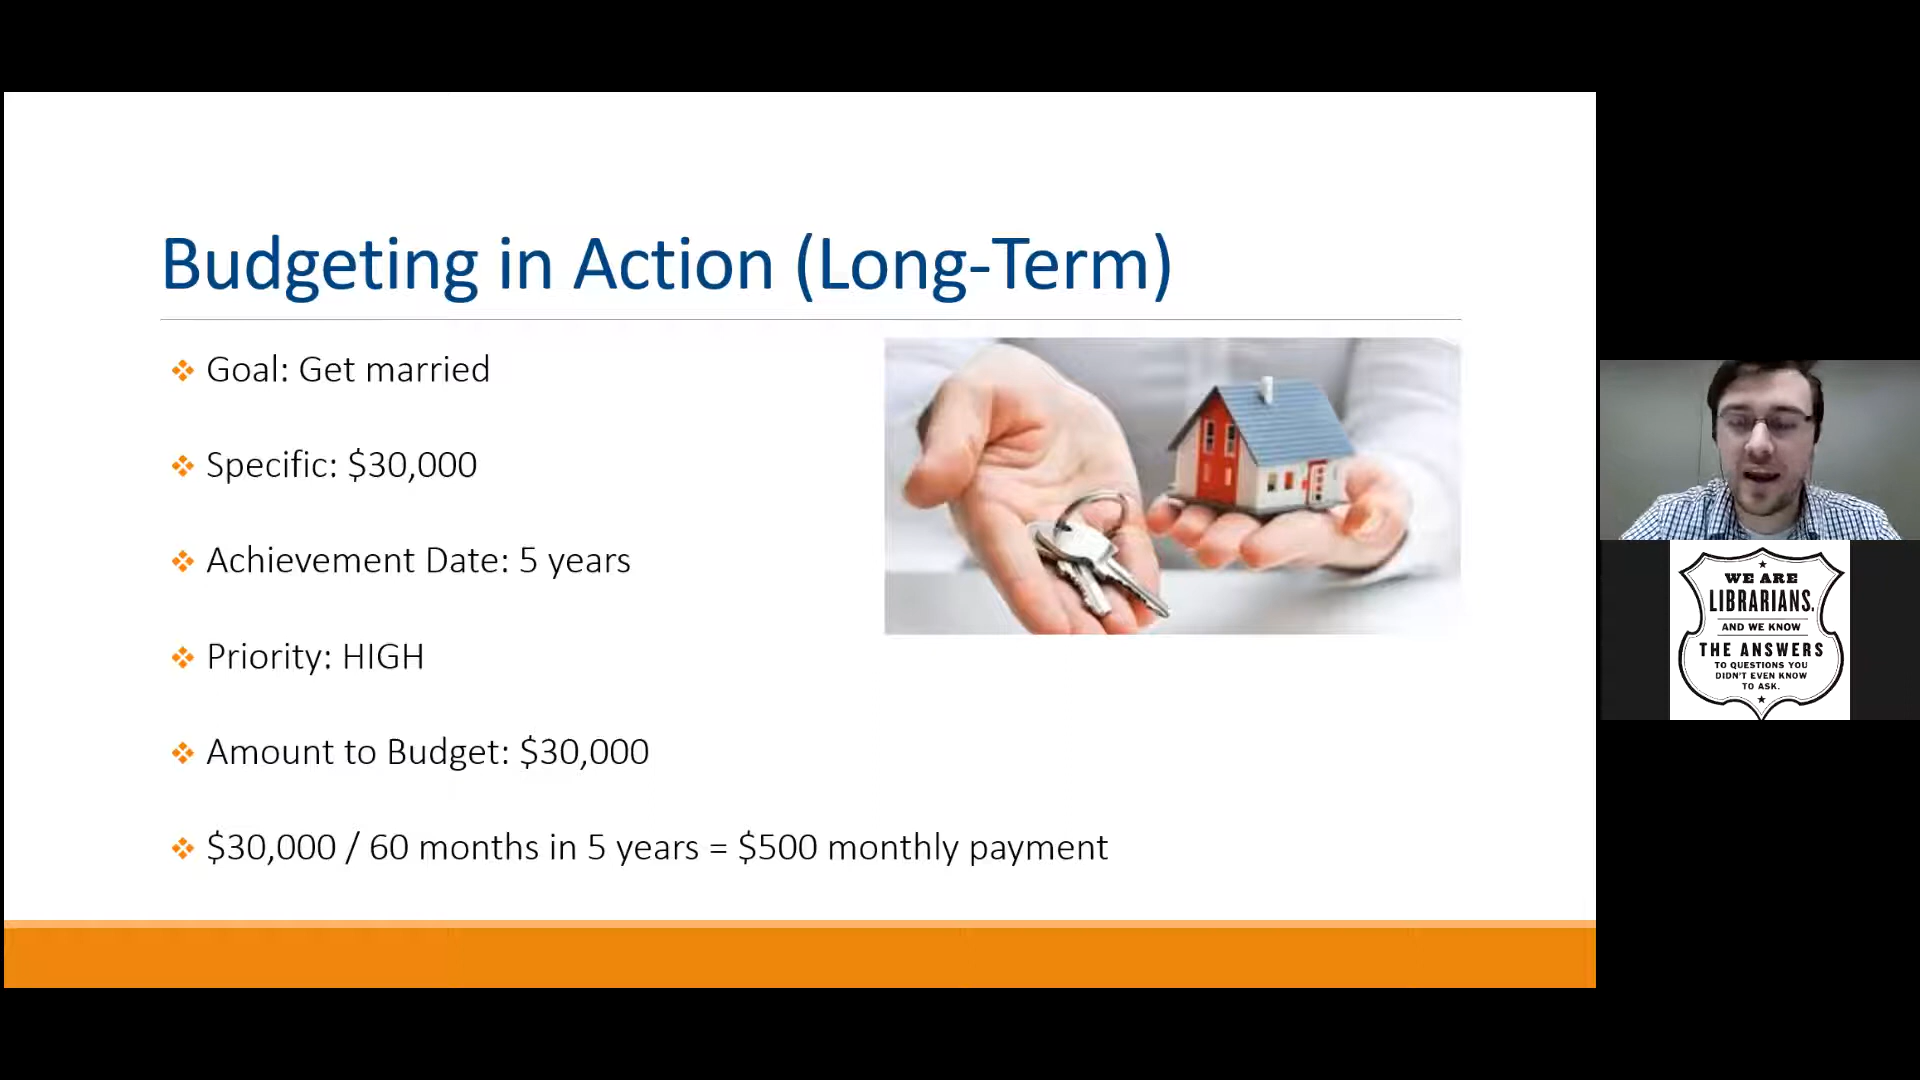 Budgeting in Action (Long-Term)
Goal: Get married
Specific: $30,000
Achievement Date: 5 years
Priority: HIGH
Amount to Budget: $30,000
$30,000 / 60 months in 5 years = $500 monthly payment
WE ARE
LIBRARIANS.
AND WE KNOW
THE ANSWERS
TO QUESTIONS YOU
DIDN'T EVEN KNOW
TO ASK.